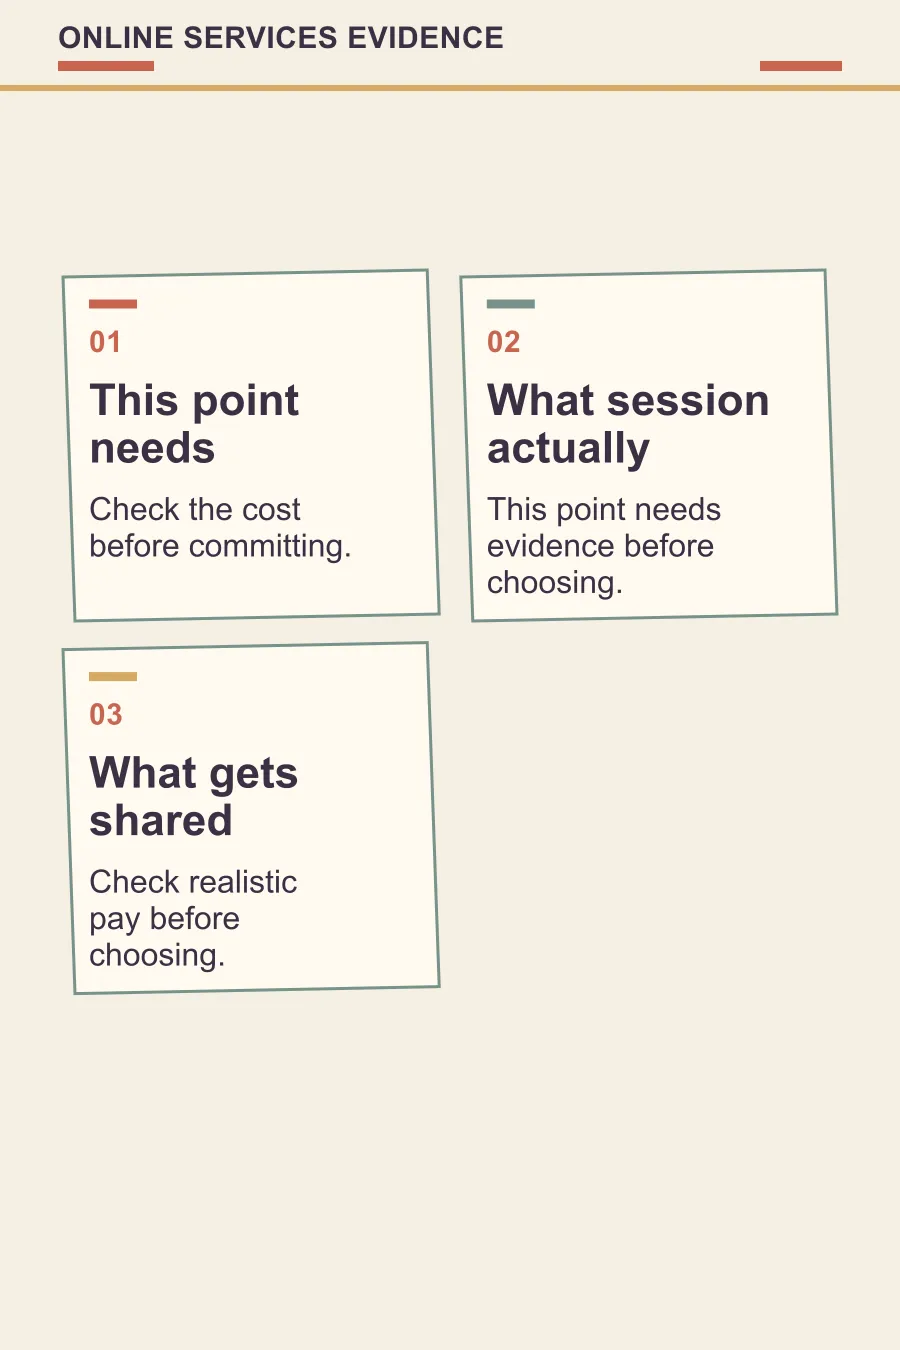 ONLINE SERVICES EVIDENCE
01
This point
needs
Check the cost
before committing.
02
What session
actually
This point needs
evidence before
choosing.
03
What gets
shared
Check realistic
pay before
choosing.